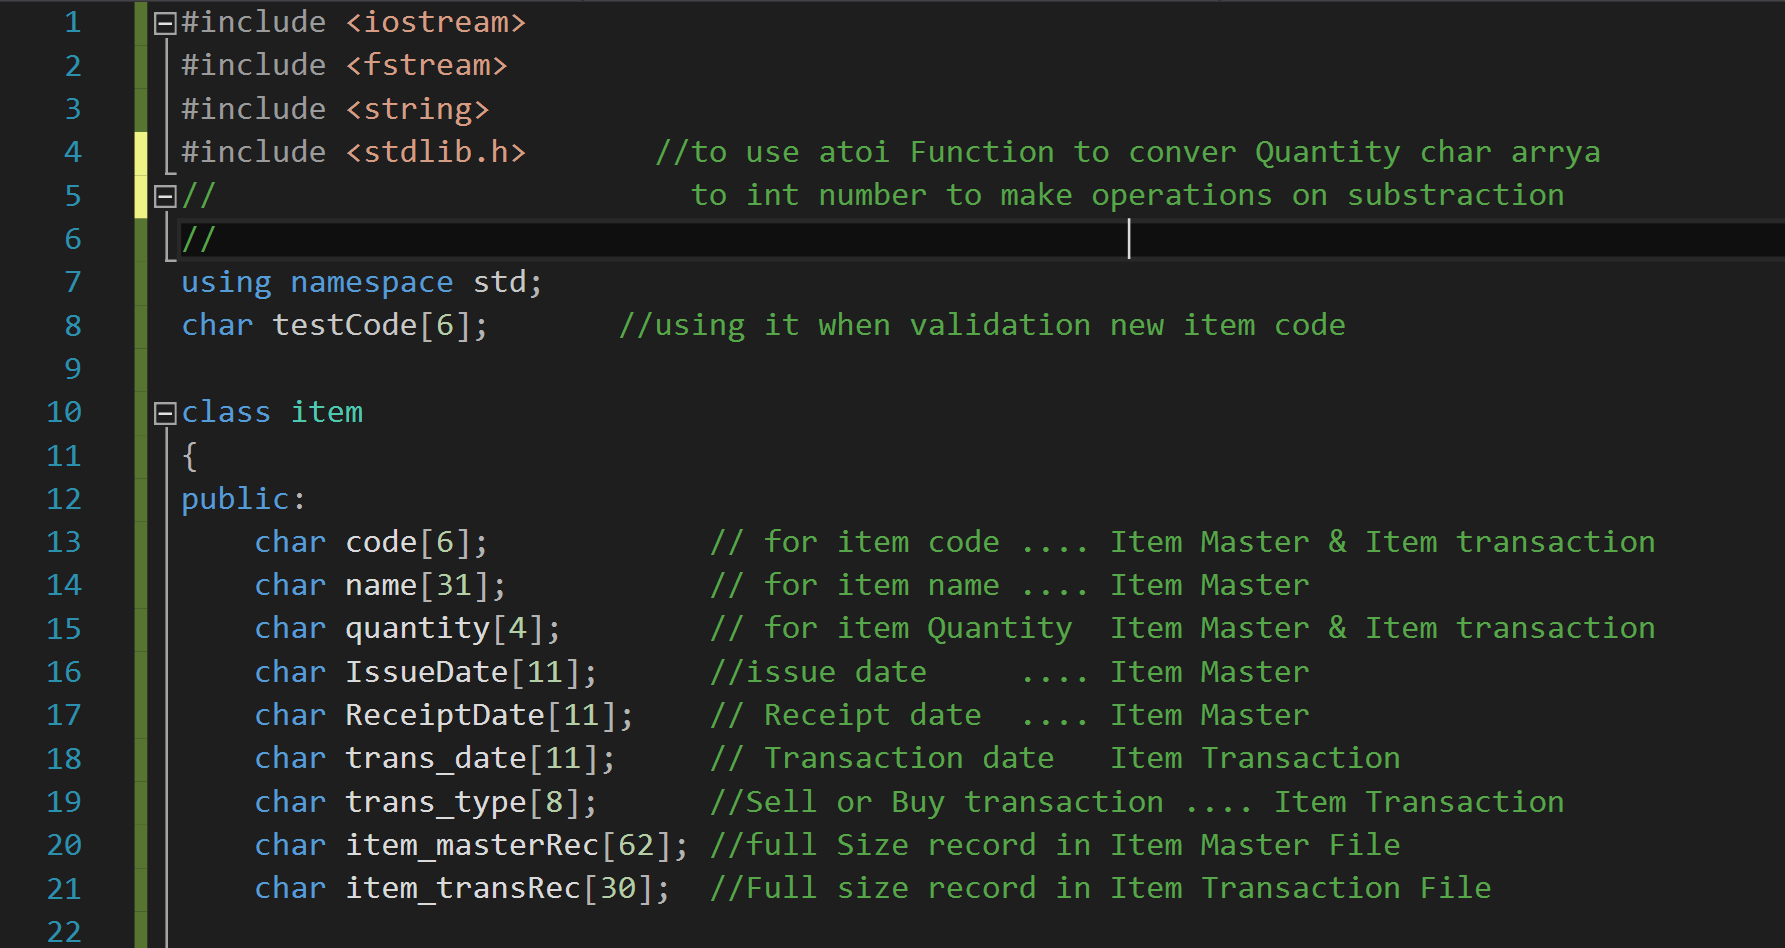 1 #include <iostream>
2 #include <fstream>
3 #include <string>
4 #include <stdlib.h>       //to use atoi Function to conver Quantity char arrya
5 //                          to int number to make operations on substraction
6 //
7 using namespace std;
8 char testCode[6];       //using it when validation new item code
9
10 class item
11 {
12 public:
13     char code[6];            // for item code .... Item Master & Item transaction
14     char name[31];           // for item name .... Item Master
15     char quantity[4];        // for item Quantity  Item Master & Item transaction
16     char IssueDate[11];      //issue date     .... Item Master
17     char ReceiptDate[11];    // Receipt date  .... Item Master
18     char trans_date[11];     // Transaction date   Item Transaction
19     char trans_type[8];      //Sell or Buy transaction .... Item Transaction
20     char item_masterRec[62]; //full Size record in Item Master File
21     char item_transRec[30];  //Full size record in Item Transaction File
22